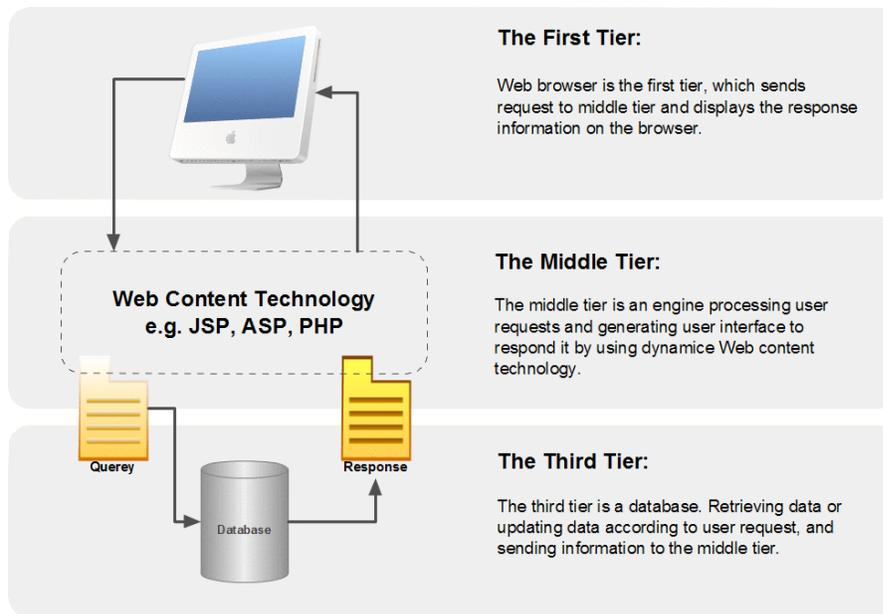 The First Tier:
Web browser is the first tier, which sends
request to middle tier and displays the response
information on the browser.
Web Content Technology
e.g. JSP, ASP, PHP
The Middle Tier:
The middle tier is an engine processing user
requests and generating user interface to
respond it by using dynamice Web content
technology.
Querey
Response
Database
The Third Tier:
The third tier is a database. Retrieving data or
updating data according to user request, and
sending information to the middle tier.